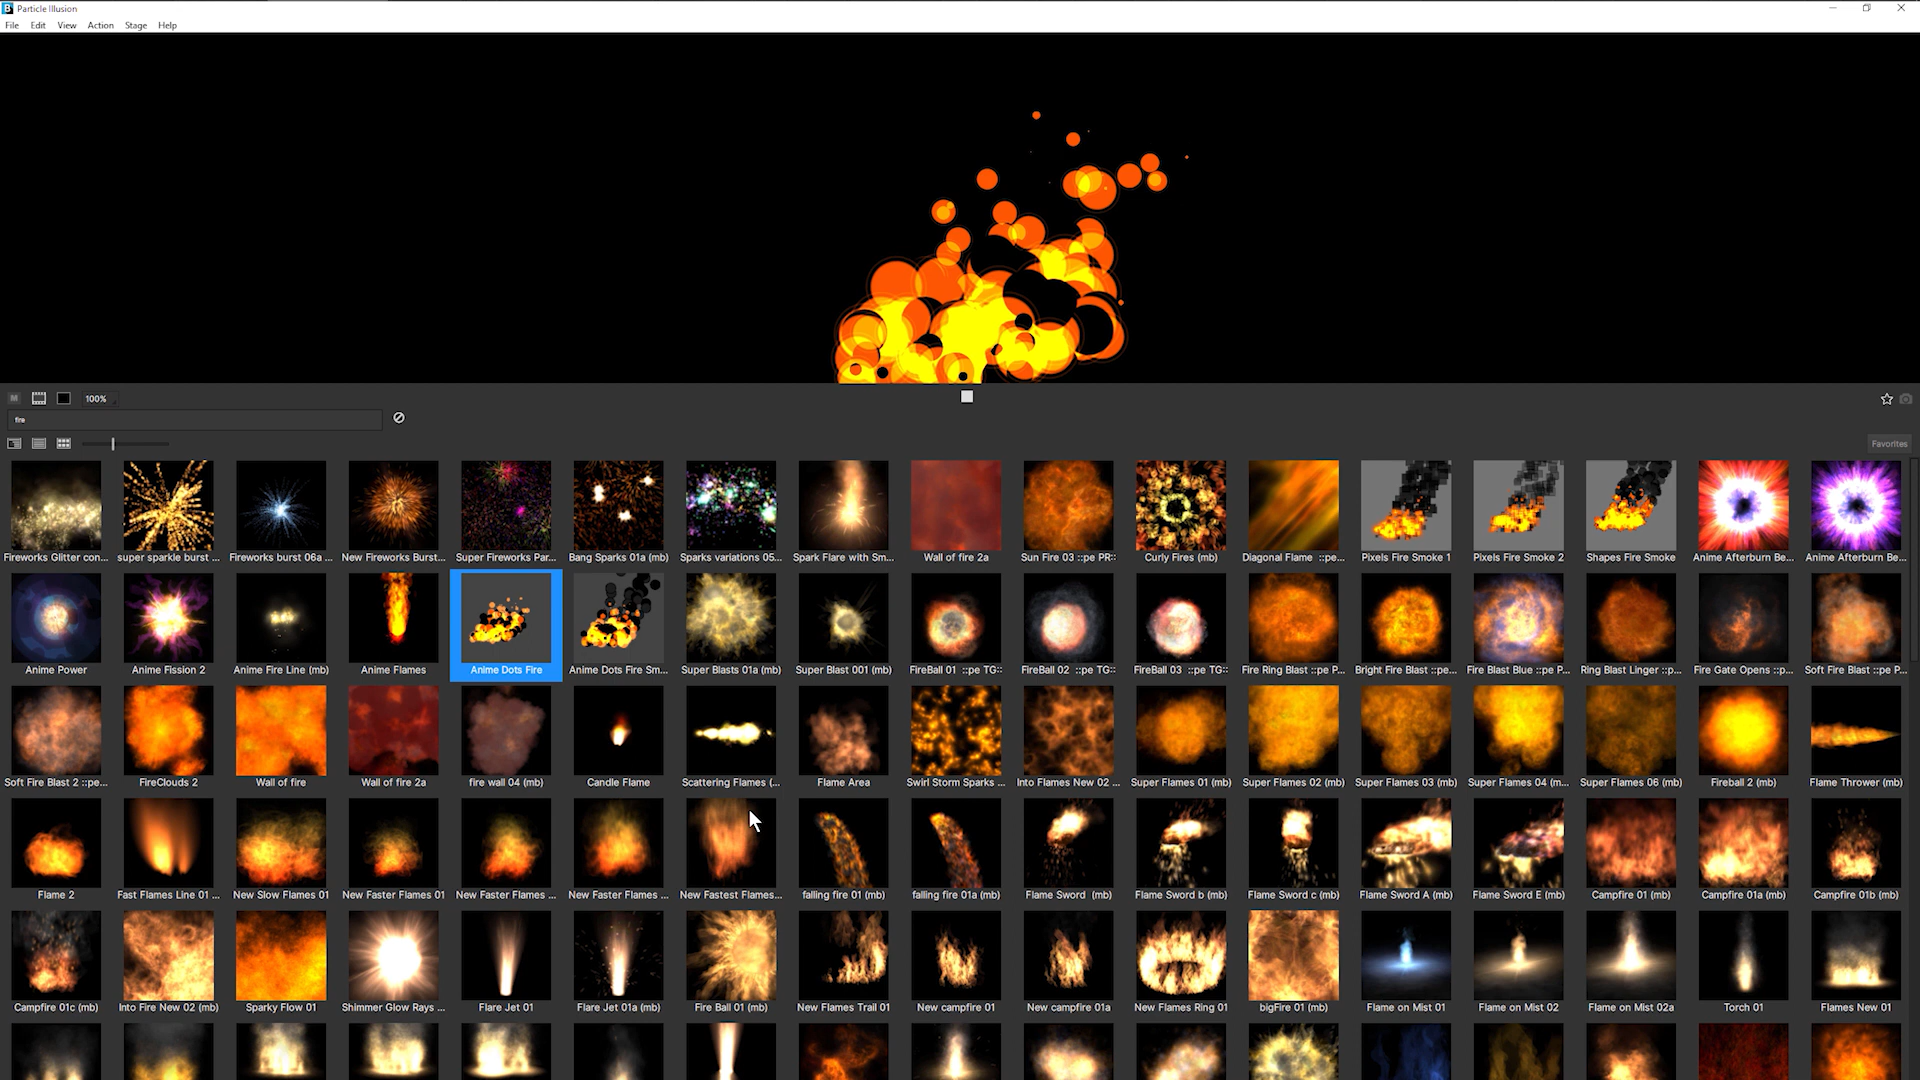 Particle Illusion
File Edit View Action Stage Help
M 100%
fire
Favorites
Fireworks Glitter con... super sparkle burst ... Fireworks burst 06a ... New Fireworks Burst... Super Fireworks Par... Bang Sparks 01a (mb) Sparks variations 05... Spark Flare with Sm... Wall of fire 2a Sun Fire 03 ::pe PR:: Curly Fires (mb) Diagonal Flame ::pe... Pixels Fire Smoke 1 Pixels Fire Smoke 2 Shapes Fire Smoke Anime Afterburn Be... Anime Afterburn Be...
Anime Power Anime Fission 2 Anime Fire Line (mb) Anime Flames Anime Dots Fire Anime Dots Fire Sm... Super Blasts 01a (mb) Super Blast 001 (mb) FireBall 01 ::pe TG:: FireBall 02 ::pe TG:: FireBall 03 ::pe TG:: Fire Ring Blast ::pe P... Bright Fire Blast ::pe... Fire Blast Blue ::pe P... Ring Blast Linger ::p... Fire Gate Opens ::p... Soft Fire Blast ::pe P...
Soft Fire Blast 2 ::pe... FireClouds 2 Wall of fire Wall of fire 2a fire wall 04 (mb) Candle Flame Scattering Flames (... Flame Area Swirl Storm Sparks ... Into Flames New 02 ... Super Flames 01 (mb) Super Flames 02 (mb) Super Flames 03 (mb) Super Flames 04 (m... Super Flames 06 (mb) Fireball 2 (mb) Flame Thrower (mb)
Flame 2 Fast Flames Line 01 ... New Slow Flames 01 New Faster Flames 01 New Faster Flames ... New Faster Flames ... New Fastest Flames... falling fire 01 (mb) falling fire 01a (mb) Flame Sword (mb) Flame Sword b (mb) Flame Sword c (mb) Flame Sword A (mb) Flame Sword E (mb) Campfire 01 (mb) Campfire 01a (mb) Campfire 01b (mb)
Campfire 01c (mb) Into Fire New 02 (mb) Sparky Flow 01 Shimmer Glow Rays ... Flare Jet 01 Flare Jet 01a (mb) Fire Ball 01 (mb) New Flames Trail 01 New campfire 01 New campfire 01a New Flames Ring 01 bigFire 01 (mb) Flame on Mist 01 Flame on Mist 02 Flame on Mist 02a Torch 01 Flames New 01